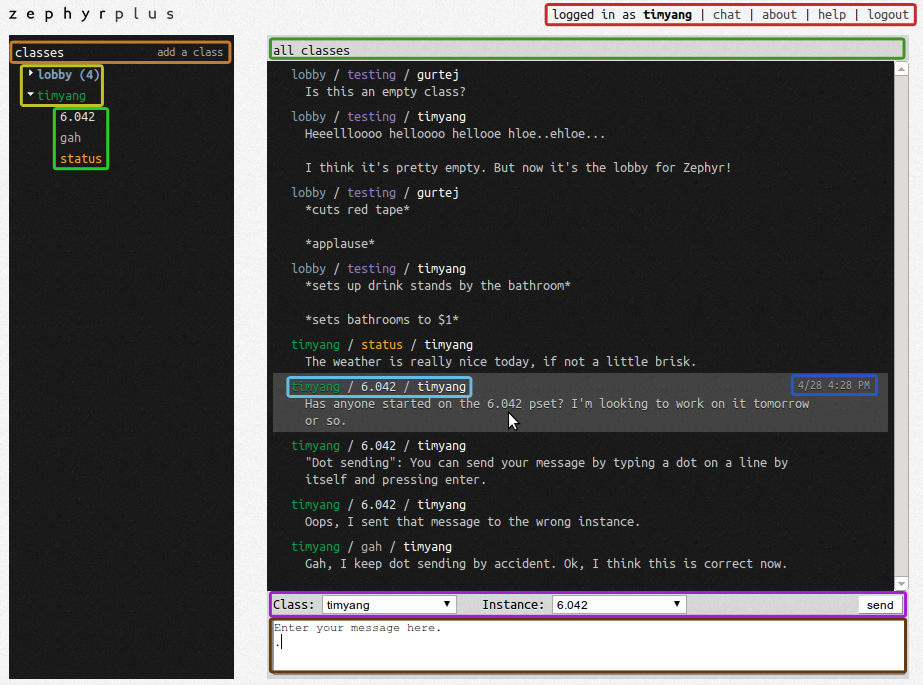 zephyrplus
logged in as timyang | chat | about | help | logout
classes add a class
lobby (4)
timyang
6.042
gah
status
all classes
lobby / testing / gurtej
Is this an empty class?
lobby / testing / timyang
Heeellloooo helloooo hellooe hloe..ehloe...
I think it's pretty empty. But now it's the lobby for Zephyr!
lobby / testing / gurtej
*cuts red tape*
*applause*
lobby / testing / timyang
*sets up drink stands by the bathroom*
*sets bathrooms to $1*
timyang / status / timyang
The weather is really nice today, if not a little brisk.
timyang / 6.042 / timyang 4/28 4:28 PM
Has anyone started on the 6.042 pset? I'm looking to work on it tomorrow
or so.
timyang / 6.042 / timyang
"Dot sending": You can send your message by typing a dot on a line by
itself and pressing enter.
timyang / 6.042 / timyang
Oops, I sent that message to the wrong instance.
timyang / gah / timyang
Gah, I keep dot sending by accident. Ok, I think this is correct now.
Class: timyang Instance: 6.042 send
Enter your message here.
.